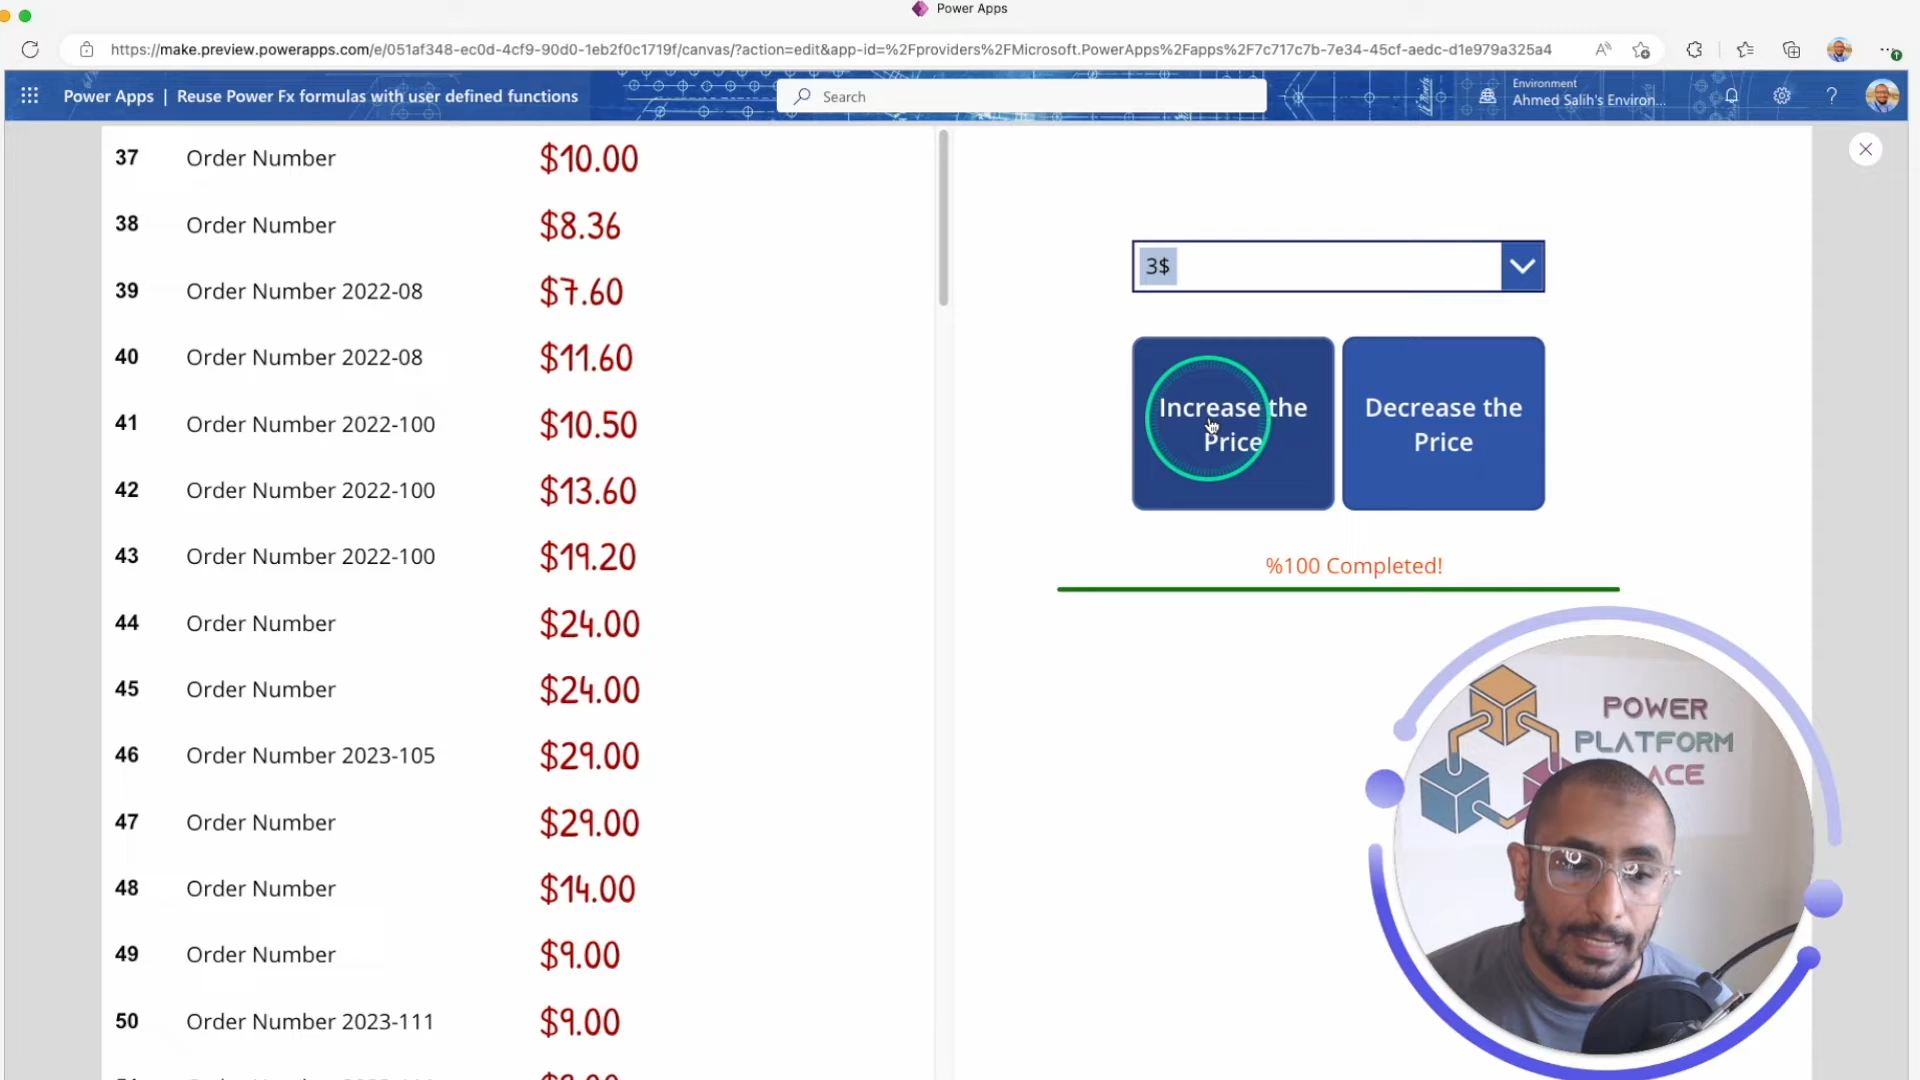 Power Apps
https://make.preview.powerapps.com/e/051af348-ec0d-4cf9-90d0-1eb2f0c1719f/canvas/?action=edit&app-id=%2Fproviders%2FMicrosoft.PowerApps%2Fapps%2F7c717c7b-7e34-45cf-aedc-d1e979a325a4
Power Apps | Reuse Power Fx formulas with user defined functions
Search
Environment
Ahmed Salih's Environ...
37 Order Number $10.00
38 Order Number $8.36
39 Order Number 2022-08 $7.60
40 Order Number 2022-08 $11.60
41 Order Number 2022-100 $10.50
42 Order Number 2022-100 $13.60
43 Order Number 2022-100 $19.20
44 Order Number $24.00
45 Order Number $24.00
46 Order Number 2023-105 $29.00
47 Order Number $29.00
48 Order Number $14.00
49 Order Number $9.00
50 Order Number 2023-111 $9.00
3$
Increase the
Price
Decrease the
Price
%100 Completed!
POWER
PLATFORM